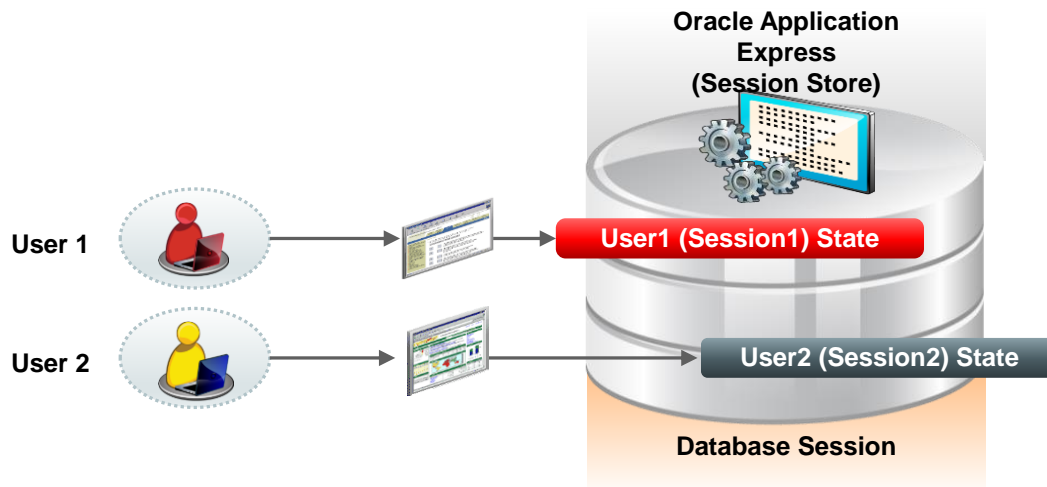 Oracle Application
Express
(Session Store)
User 1
User1 (Session1) State
User 2
User2 (Session2) State
Database Session